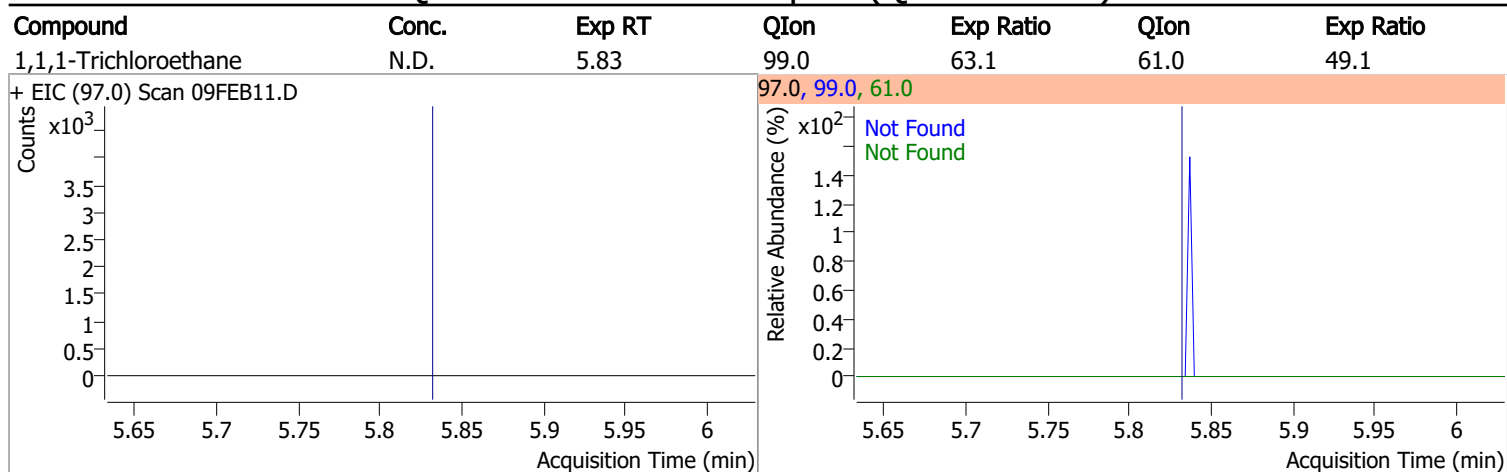 Compound Conc. Exp RT QIon Exp Ratio QIon Exp Ratio
1,1,1-Trichloroethane N.D. 5.83 99.0 63.1 61.0 49.1
+ EIC (97.0) Scan 09FEB11.D
Counts
x10³
3.5
3
2.5
2
1.5
1
0.5
0
5.65 5.7 5.75 5.8 5.85 5.9 5.95 6
Acquisition Time (min)
97.0, 99.0, 61.0
Relative Abundance (%)
x10²
Not Found
Not Found
1.4
1.2
1
0.8
0.6
0.4
0.2
0
5.65 5.7 5.75 5.8 5.85 5.9 5.95 6
Acquisition Time (min)